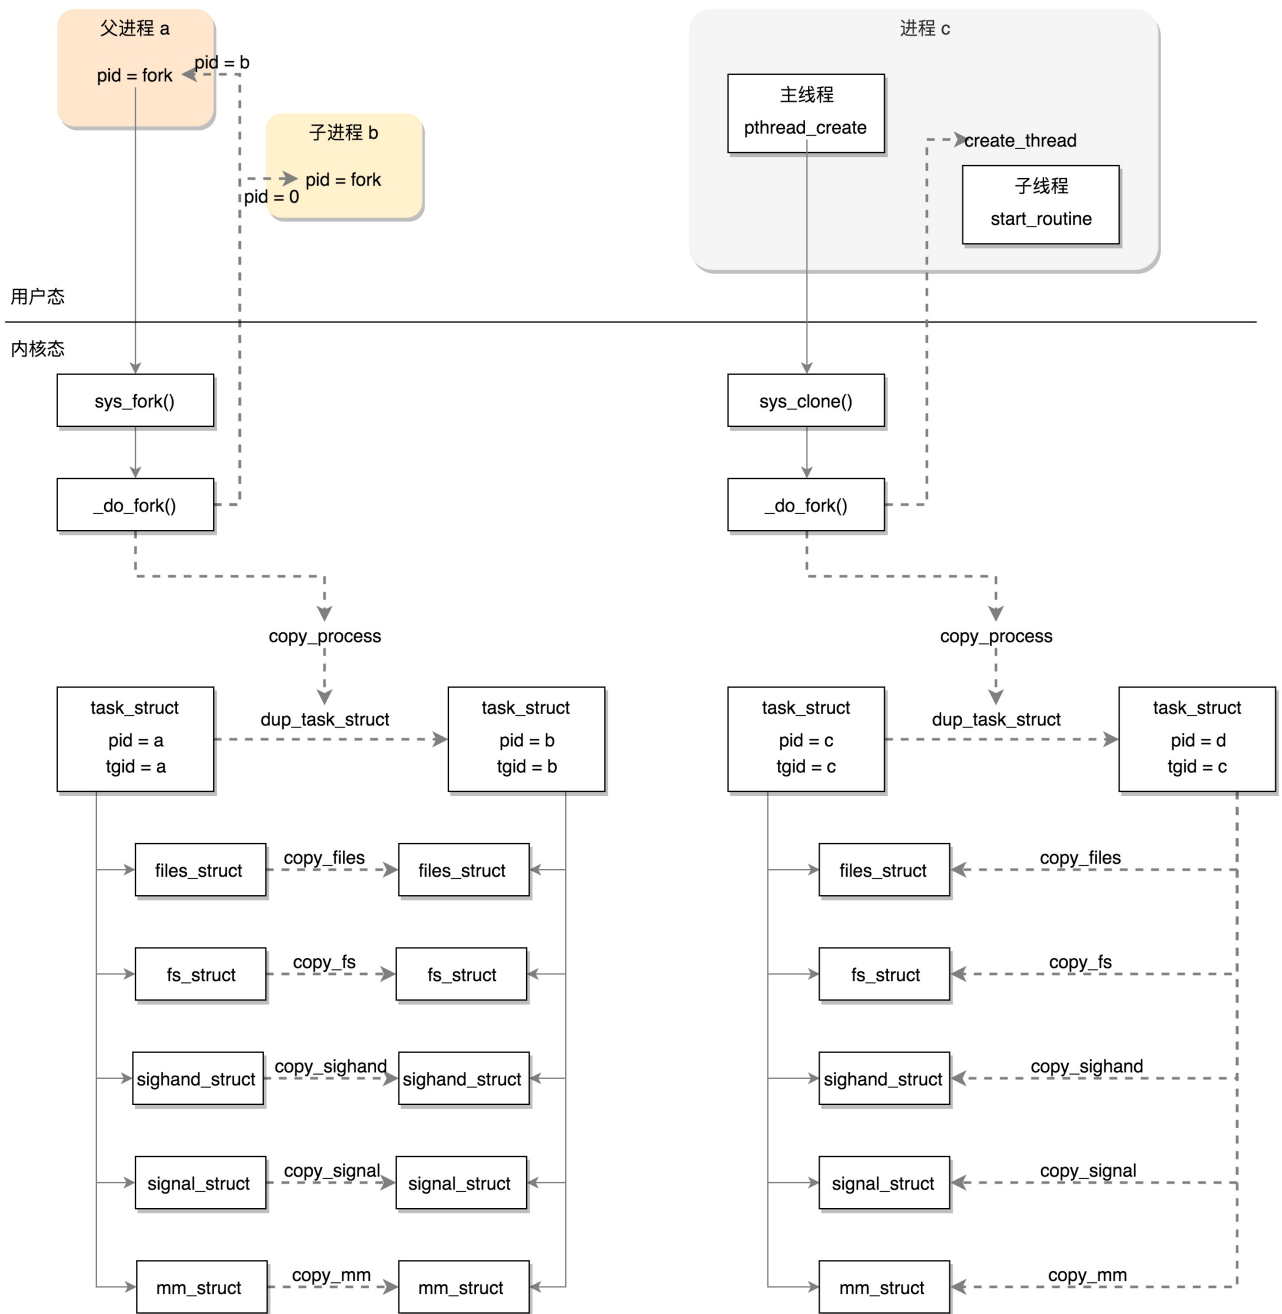 父进程 a
pid = fork
pid = b
子进程 b
pid = fork
pid = 0
进程 c
主线程
pthread_create
create_thread
子线程
start_routine
用户态
内核态
sys_fork()
_do_fork()
copy_process
dup_task_struct
task_struct
pid = a
tgid = a
task_struct
pid = b
tgid = b
files_struct
copy_files
files_struct
fs_struct
copy_fs
fs_struct
sighand_struct
copy_sighand
sighand_struct
signal_struct
copy_signal
signal_struct
mm_struct
copy_mm
mm_struct
sys_clone()
_do_fork()
copy_process
dup_task_struct
task_struct
pid = c
tgid = c
task_struct
pid = d
tgid = c
files_struct
copy_files
fs_struct
copy_fs
sighand_struct
copy_sighand
signal_struct
copy_signal
mm_struct
copy_mm